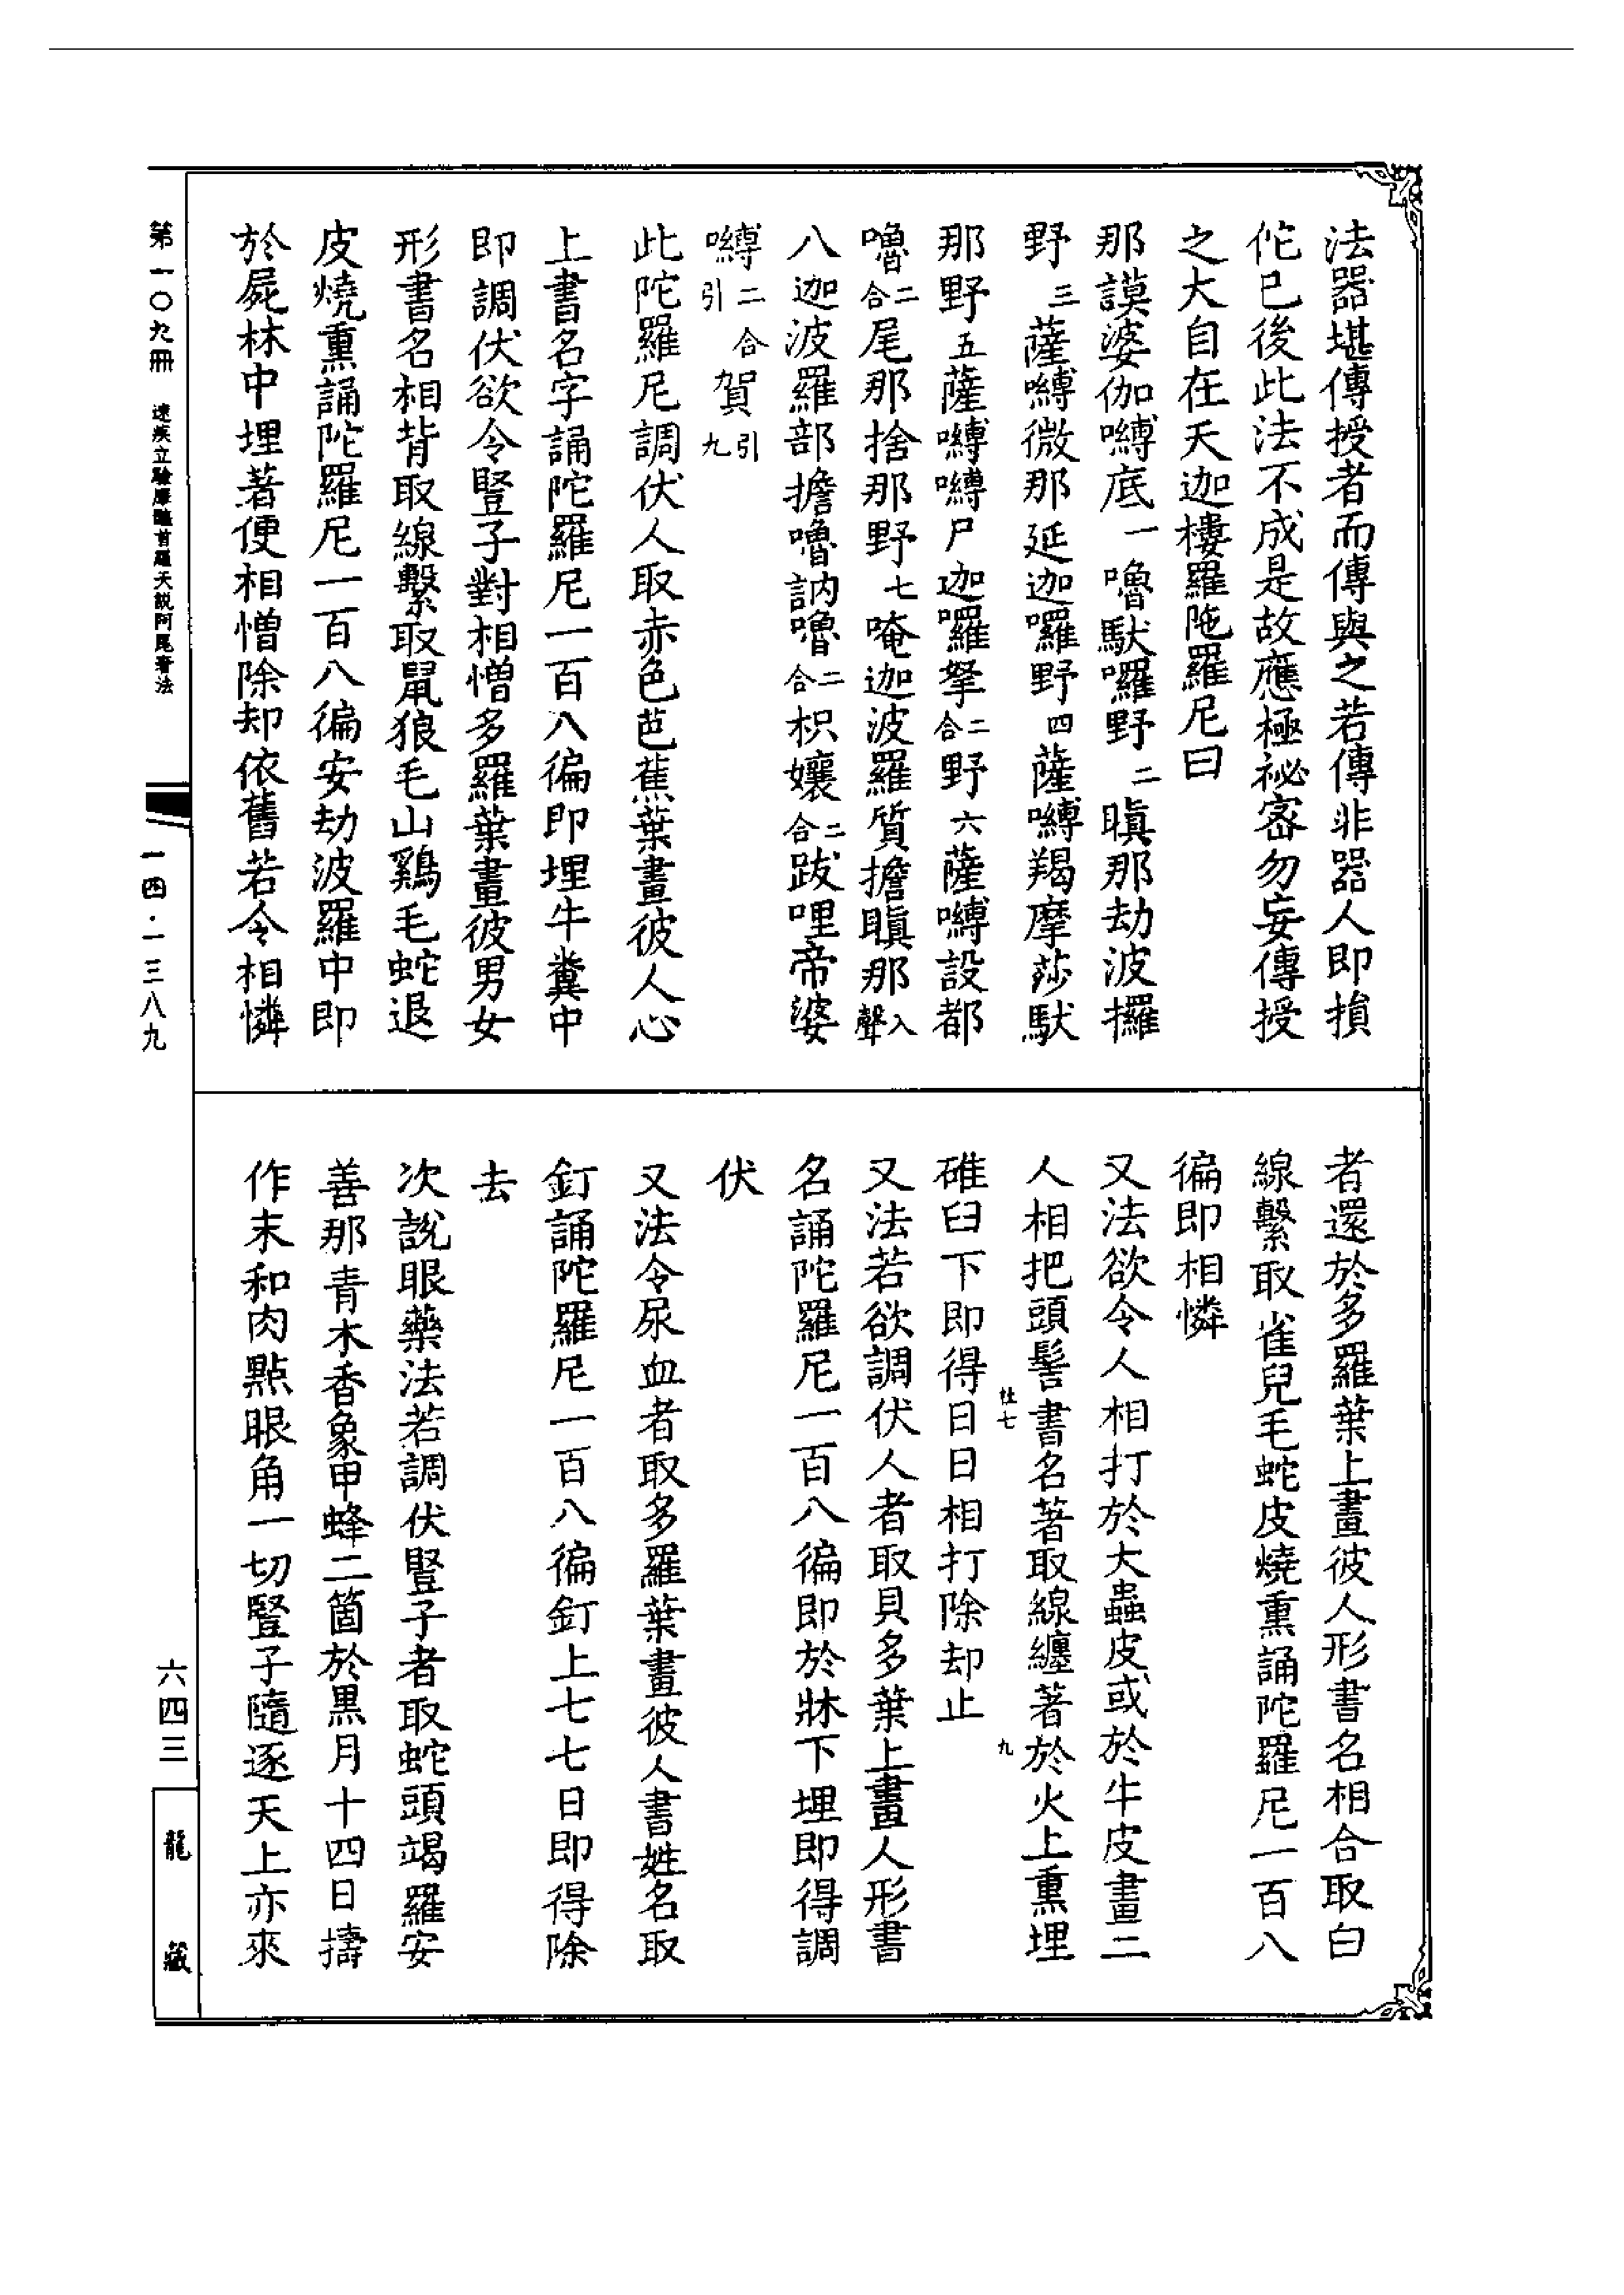 法器堪傳授者而傳與之若傳非器人即損
佗已後此法不成是故應極祕密勿妄傳授
之大自在天迦樓羅陁羅尼曰
那謨婆伽嚩底一嚕馱囉野二瞋那劫波攞
野三薩嚩微那延迦囉野四薩嚩羯摩莎馱
那野五薩嚩嚩尸迦囉拏二合野六薩嚩設都
嚕二合尾那捨那野七唵迦波羅質擔瞋那入聲
八迦波羅部擔嚕訥嚕二合枳孃二合跋哩帝婆
嚩二合引賀引九
此陀羅尼調伏人取赤色芭蕉葉畫彼人心
上書名字誦陀羅尼一百八徧即埋牛糞中
即調伏欲令豎子對相憎多羅葉畫彼男女
形書名相背取線繫取鼠狼毛山鷄毛蛇退
皮燒熏誦陀羅尼一百八徧安劫波羅中即
於屍林中埋著便相憎除却依舊若令相憐
者還於多羅葉上畫彼人形書名相合取白
線繫取雀兒毛蛇皮燒熏誦陀羅尼一百八
徧即相憐
又法欲令人相打於大蟲皮或於牛皮畫二
人相把頭髻書名著取線纏著於火上熏埋
杜七 九
碓臼下即得日日相打除却止
又法若欲調伏人者取貝多葉上畫人形書
名誦陀羅尼一百八徧即於牀下埋即得調
伏
又法令尿血者取多羅葉畫彼人書姓名取
釘誦陀羅尼一百八徧釘上七七日即得除
去
次說眼藥法若調伏豎子者取蛇頭竭羅安
善那青木香象甲蜂二箇於黑月十四日擣
作末和肉點眼角一切豎子隨逐天上亦來
第一〇九冊 速疾立驗摩醯首羅天說阿尾奢法
一四·一三八九
六四三
龍藏